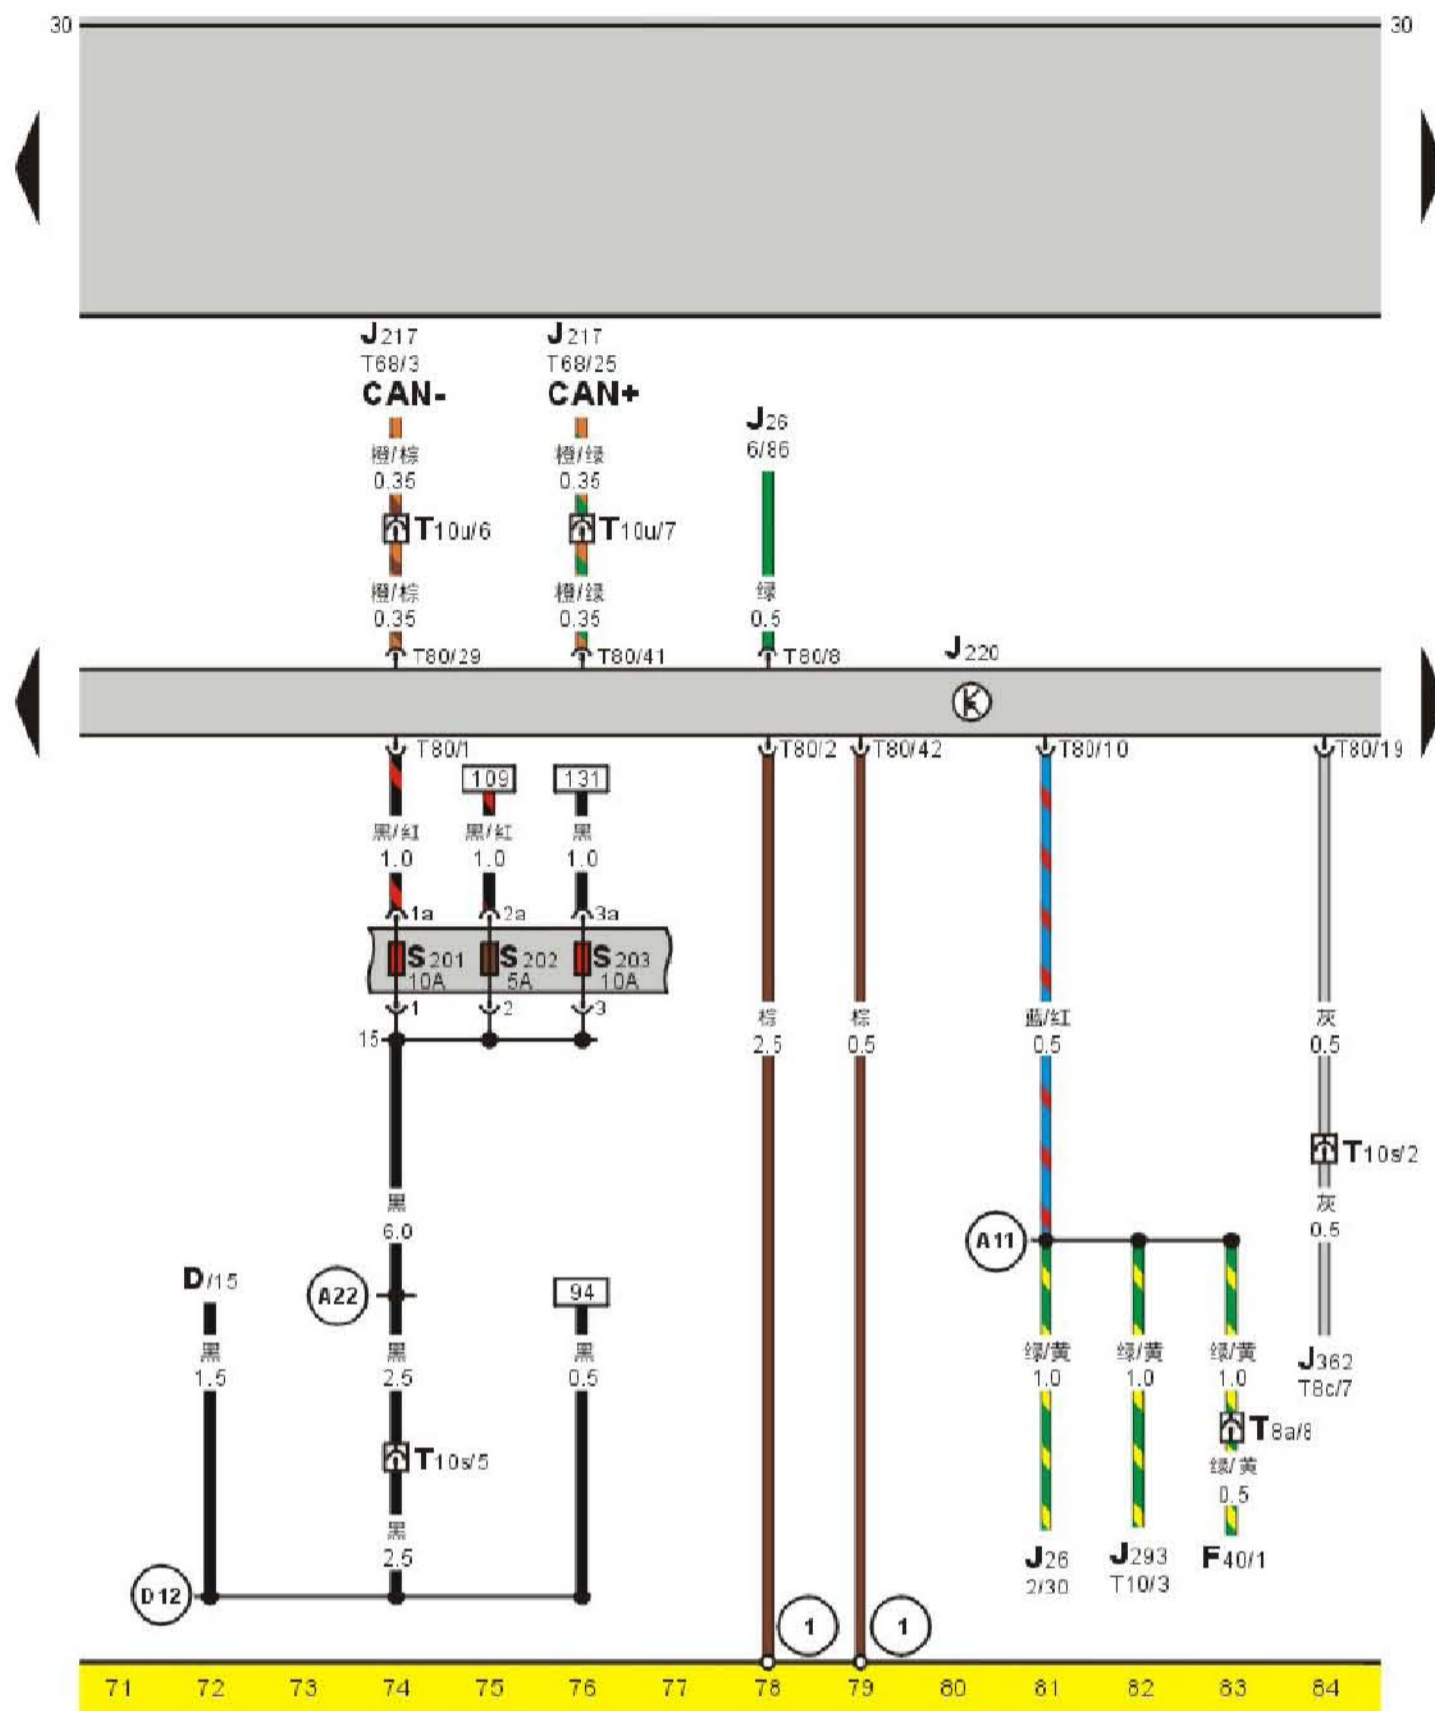 30 30
J217 J217
T68/3 T68/25
CAN- CAN+
J26
6/86
橙/棕 橙/绿
0.35 0.35
T10u/6 T10u/7
橙/棕 橙/绿 绿
0.35 0.35 0.5
T80/29 T80/41 T80/8 J220
T80/1 T80/2 T80/42 T80/10 T80/19
109 131
黑/红 黑/红 黑
1.0 1.0 1.0
1a 2a 3a
S201 S202 S203
10A 5A 10A
1 2 3
棕 棕 蓝/红 灰
2.5 0.5 0.5 0.5
15
T10s/2
黑 灰
6.0 0.5
A11
D/15 A22 94
黑 黑 黑 绿/黄 绿/黄 绿/黄 J362
1.5 2.5 0.5 1.0 1.0 1.0 T8c/7
T8a/8
T10s/5 绿/黄
0.5
黑
2.5 J26 J293 F40/1
2/30 T10/3
D12
1 1
71 72 73 74 75 76 77 78 79 80 81 82 83 84